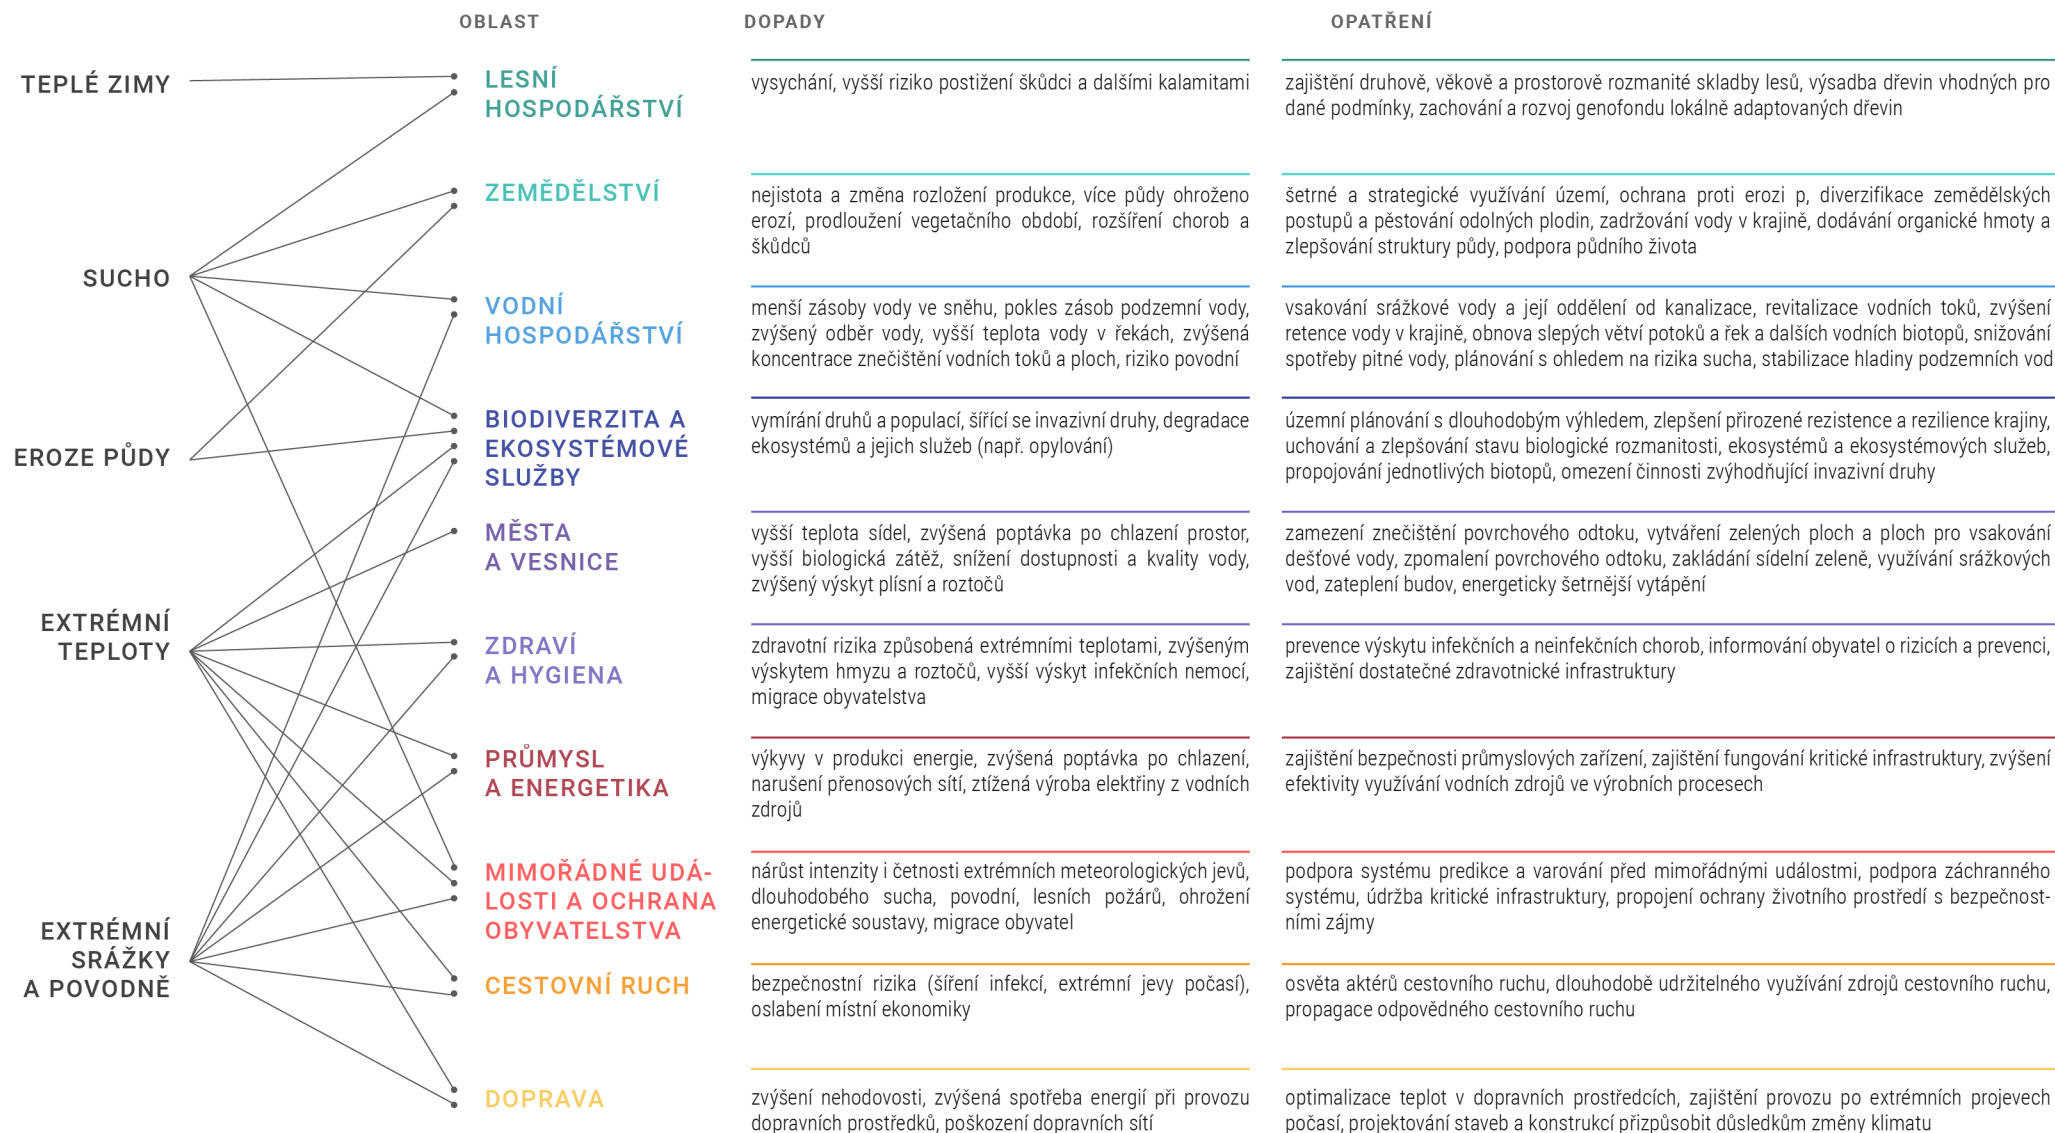 OBLAST
DOPADY
OPATŘENÍ
TEPLÉ ZIMY
SUCHO
EROZE PŮDY
EXTRÉMNÍ
TEPLOTY
EXTRÉMNÍ
SRÁŽKY
A POVODNĚ
LESNÍ
HOSPODÁŘSTVÍ
vysychání, vyšší riziko postižení škůdci a dalšími kalamitami
zajištění druhově, věkově a prostorově rozmanité skladby lesů, výsadba dřevin vhodných pro
dané podmínky, zachování a rozvoj genofondu lokálně adaptovaných dřevin
ZEMĚDĚLSTVÍ
nejistota a změna rozložení produkce, více půdy ohroženo
erozí, prodloužení vegetačního období, rozšíření chorob a
škůdců
šetrné a strategické využívání území, ochrana proti erozi p, diverzifikace zemědělských
postupů a pěstování odolných plodin, zadržování vody v krajině, dodávání organické hmoty a
zlepšování struktury půdy, podpora půdního života
VODNÍ
HOSPODÁŘSTVÍ
menší zásoby vody ve sněhu, pokles zásob podzemní vody,
zvýšený odběr vody, vyšší teplota vody v řekách, zvýšená
koncentrace znečištění vodních toků a ploch, riziko povodní
vsakování srážkové vody a její oddělení od kanalizace, revitalizace vodních toků, zvýšení
retence vody v krajině, obnova slepých větví potoků a řek a dalších vodních biotopů, snižování
spotřeby pitné vody, plánování s ohledem na rizika sucha, stabilizace hladiny podzemních vod
BIODIVERZITA A
EKOSYSTÉMOVÉ
SLUŽBY
vymírání druhů a populací, šířící se invazivní druhy, degradace
ekosystémů a jejich služeb (např. opylování)
územní plánování s dlouhodobým výhledem, zlepšení přirozené rezistence a rezilience krajiny,
uchování a zlepšování stavu biologické rozmanitosti, ekosystémů a ekosystémových služeb,
propojování jednotlivých biotopů, omezení činnosti zvýhodňující invazivní druhy
MĚSTA
A VESNICE
vyšší teplota sídel, zvýšená poptávka po chlazení prostor,
vyšší biologická zátěž, snížení dostupnosti a kvality vody,
zvýšený výskyt plísní a roztočů
zamezení znečištění povrchového odtoku, vytváření zelených ploch a ploch pro vsakování
dešťové vody, zpomalení povrchového odtoku, zakládání sídelní zeleně, využívání srážkových
vod, zateplení budov, energeticky šetrnější vytápění
ZDRAVÍ
A HYGIENA
zdravotní rizika způsobená extrémními teplotami, zvýšeným
výskytem hmyzu a roztočů, vyšší výskyt infekčních nemocí,
migrace obyvatelstva
prevence výskytu infekčních a neinfekčních chorob, informování obyvatel o rizicích a prevenci,
zajištění dostatečné zdravotnické infrastruktury
PRŮMYSL
A ENERGETIKA
výkyvy v produkci energie, zvýšená poptávka po chlazení,
narušení přenosových sítí, ztížená výroba elektřiny z vodních
zdrojů
zajištění bezpečnosti průmyslových zařízení, zajištění fungování kritické infrastruktury, zvýšení
efektivity využívání vodních zdrojů ve výrobních procesech
MIMOŘÁDNÉ UDÁ-
LOSTI A OCHRANA
OBYVATELSTVA
nárůst intenzity i četnosti extrémních meteorologických jevů,
dlouhodobého sucha, povodní, lesních požárů, ohrožení
energetické soustavy, migrace obyvatel
podpora systému predikce a varování před mimořádnými událostmi, podpora záchranného
systému, údržba kritické infrastruktury, propojení ochrany životního prostředí s bezpečnost-
ními zájmy
CESTOVNÍ RUCH
bezpečnostní rizika (šíření infekcí, extrémní jevy počasí),
oslabení místní ekonomiky
osvěta aktérů cestovního ruchu, dlouhodobě udržitelného využívání zdrojů cestovního ruchu,
propagace odpovědného cestovního ruchu
DOPRAVA
zvýšení nehodovosti, zvýšená spotřeba energií při provozu
dopravních prostředků, poškození dopravních sítí
optimalizace teplot v dopravních prostředcích, zajištění provozu po extrémních projevech
počasí, projektování staveb a konstrukcí přizpůsobit důsledkům změny klimatu